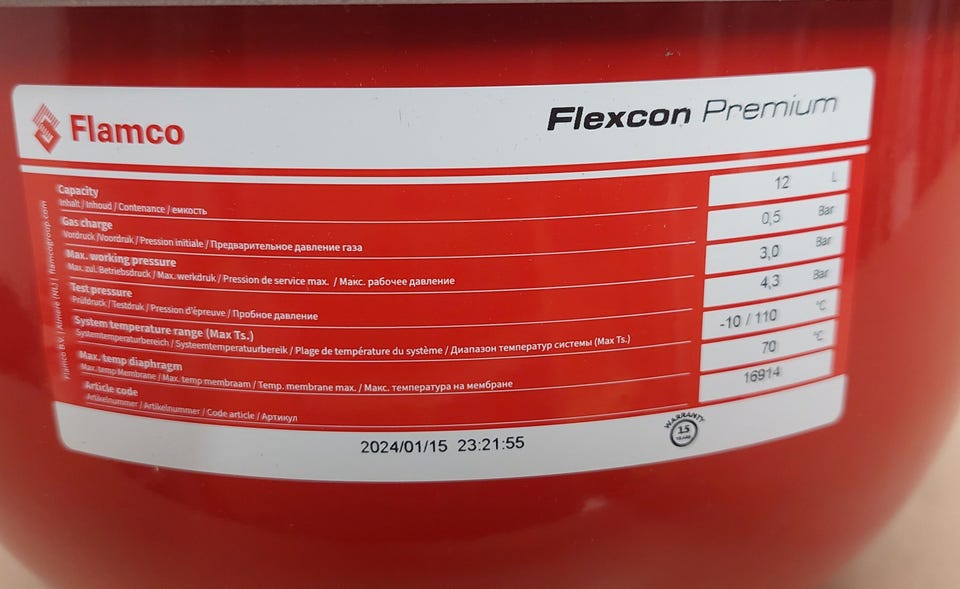 Flamco
Flexcon Premium
Capacity
Inhalt / Inhoud / Contenance / емкость
12 L
Gas charge
Vordruck /Voordruk / Pression initiale / Предварительное давление газа
0,5 Bar
Max. working pressure
Max. zul. Betriebsdruck / Max. werkdruk / Pression de service max. / Макс. рабочее давление
3,0 Bar
Test pressure
Prüfdruck / Testdruk / Pression d'épreuve / Пробное давление
4,3 Bar
System temperature range (Max Ts.)
Systemtemperaturbereich / Systeemtemperatuurbereik / Plage de température du système / Диапазон температур системы (Max Ts.)
-10 / 110 °C
Max. temp diaphragm
Max. temp Membrane / Max. temp membraam / Temp. membrane max. / Макс. температура на мембране
70 °C
Article code
Artikelnummer / Artikelnummer / Code article / Артикул
16914
Flamco B.V. | Almere (NL) | flamcogroup.com
2024/01/15 23:21:55
WARRANTY
15
YEARS